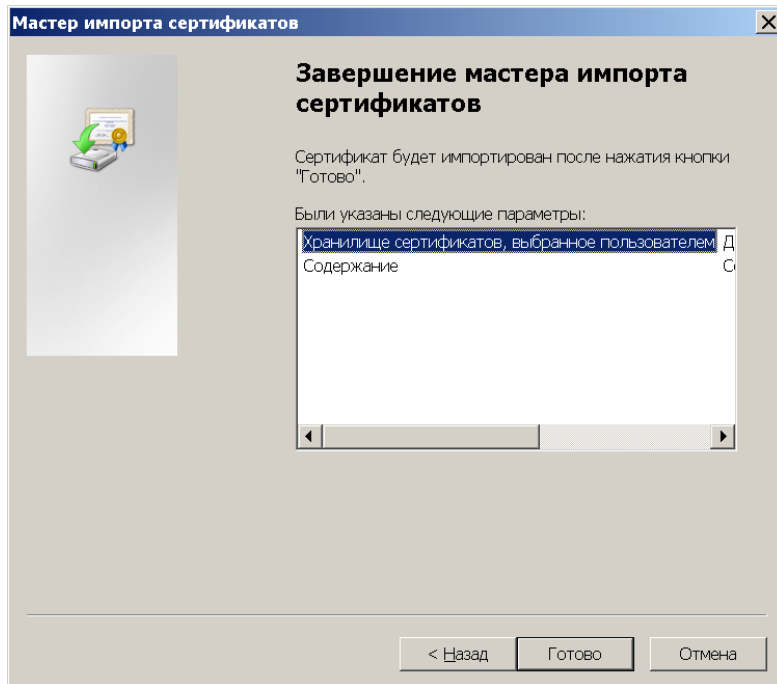 Мастер импорта сертификатов
Завершение мастера импорта
сертификатов
Сертификат будет импортирован после нажатия кнопки
"Готово".
Были указаны следующие параметры:
Хранилище сертификатов, выбранное пользователем Д
Содержание С
< Назад Готово Отмена